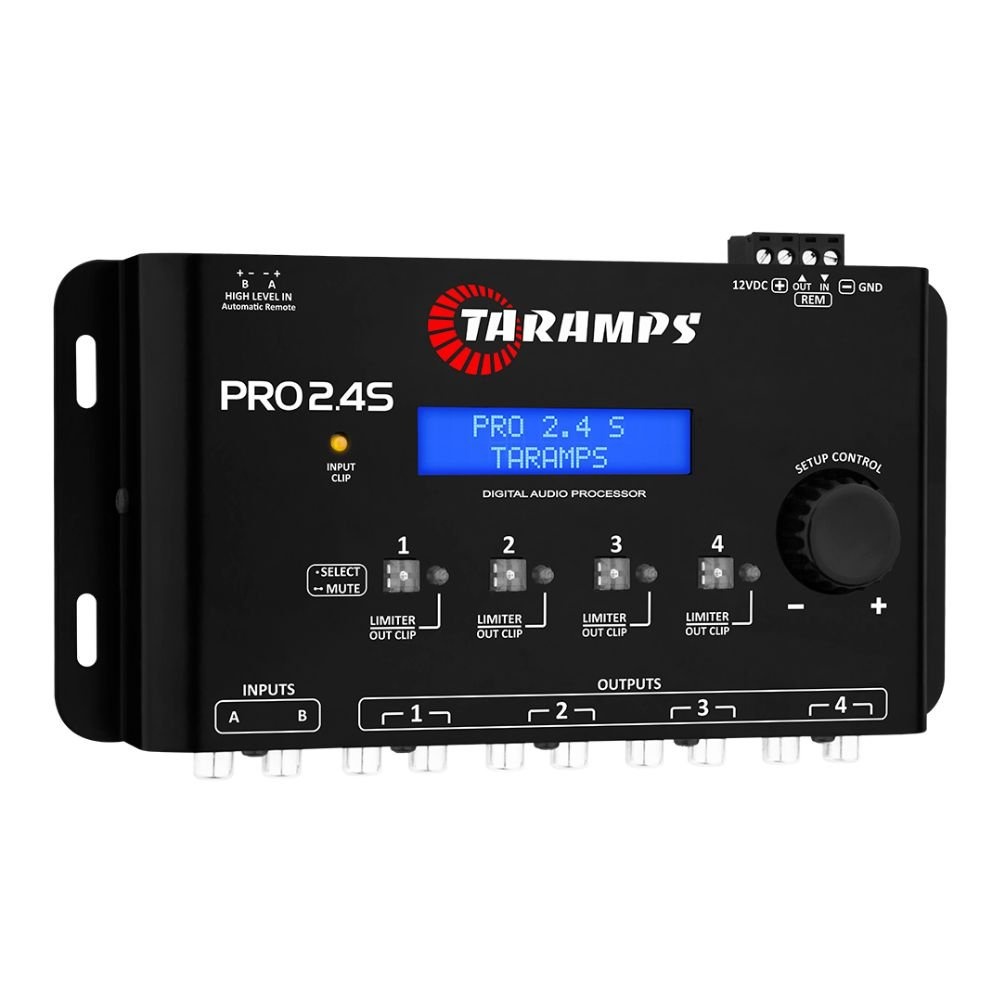 + - - +
B A
HIGH LEVEL IN
Automatic Remote
12VDC + OUT IN - GND
REM
TARAMPS
PRO 2.4S
PRO 2.4 S
TARAMPS
INPUT
CLIP
DIGITAL AUDIO PROCESSOR
SETUP CONTROL
- +
1 2 3 4
•SELECT
MUTE
LIMITER LIMITER LIMITER LIMITER
OUT CLIP OUT CLIP OUT CLIP OUT CLIP
INPUTS
A B
OUTPUTS
1 2 3 4